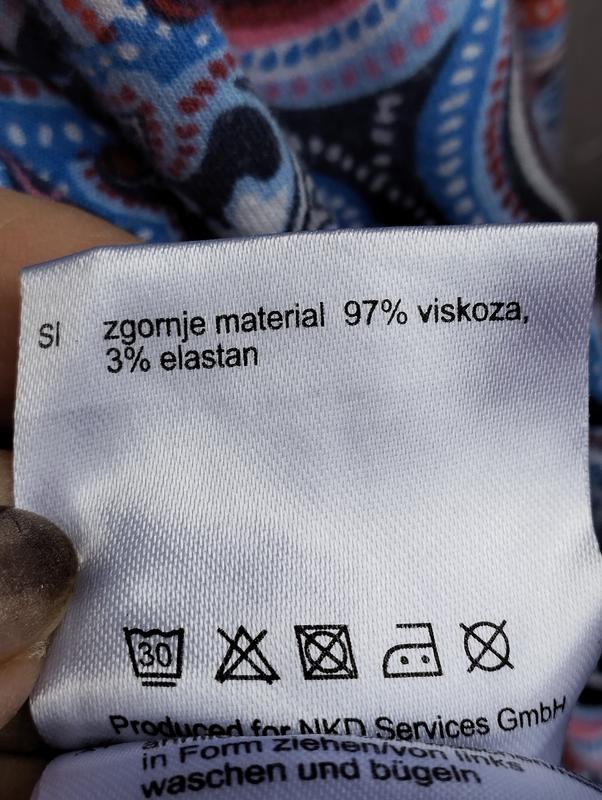 SI zgornje material 97% viskoza,
3% elastan
30
Produced for NKD Services GmbH
in Form ziehen/von links
waschen und bügeln